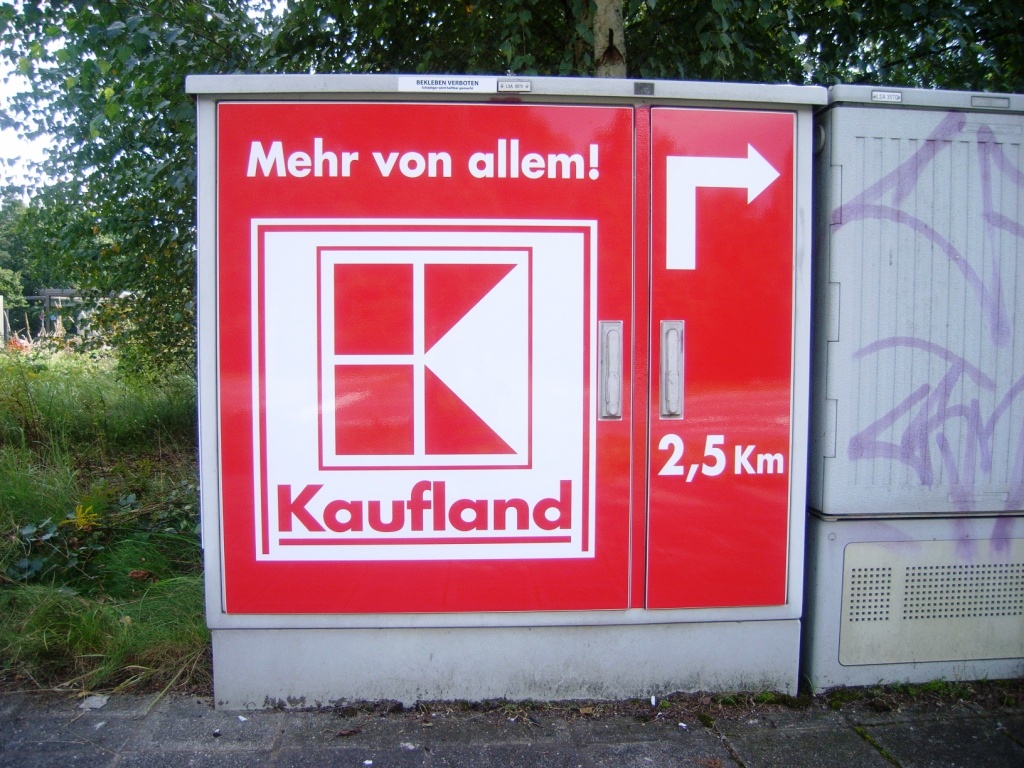 BEKLEBEN VERBOTEN
Mehr von allem!
Kaufland
2,5 Km